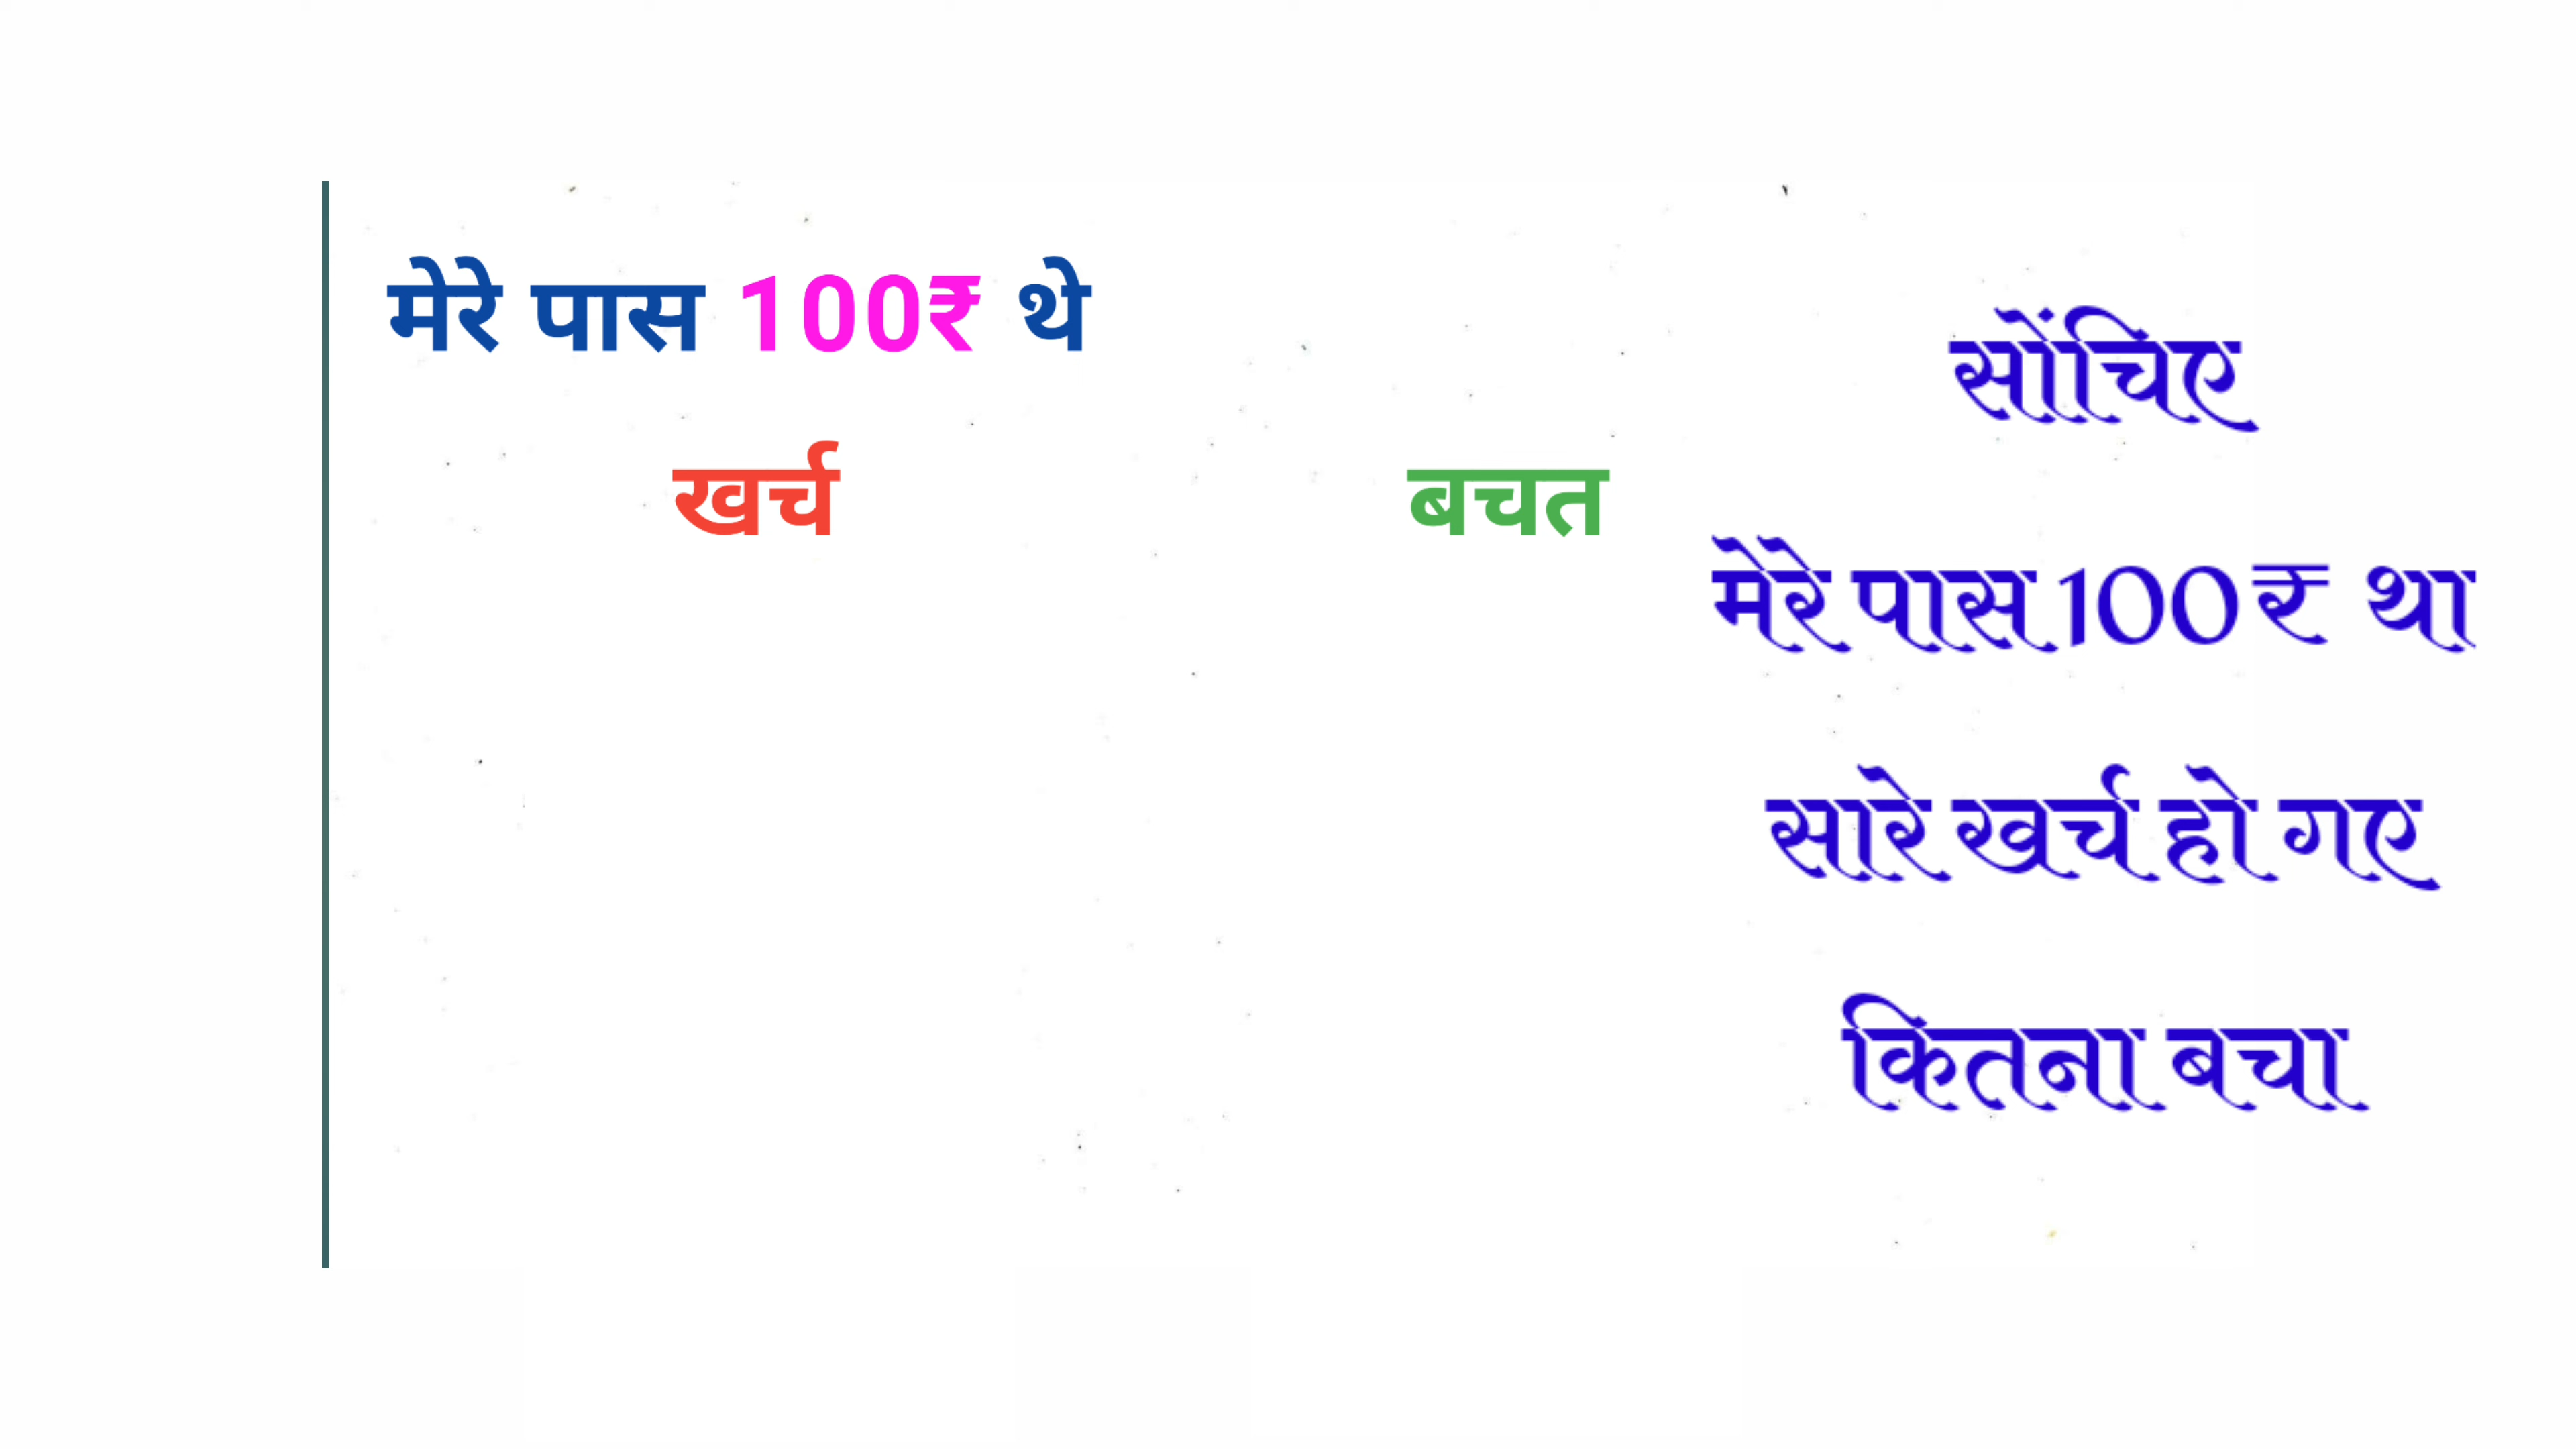 मेरे पास 100₹ थे
खर्च बचत
सोंचिए
मेरे पास 100₹ था
सारे खर्च हो गए
कितना बचा